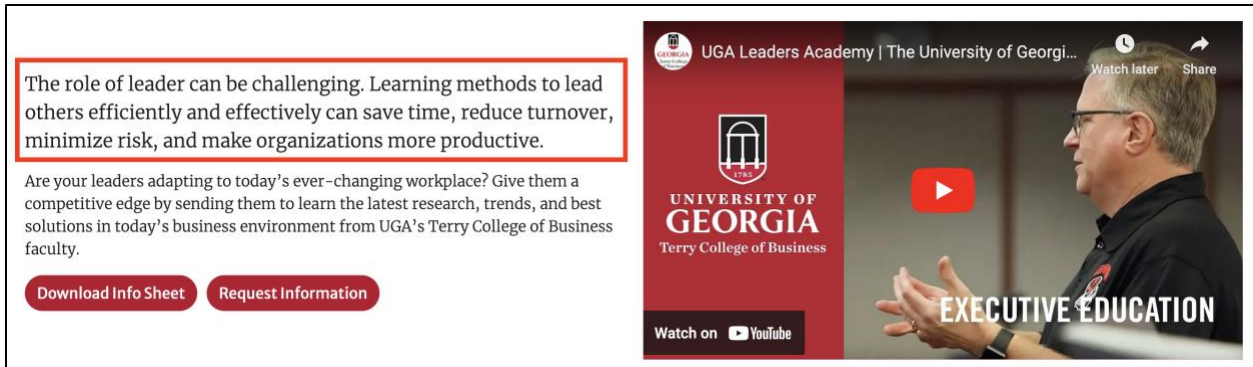 The role of leader can be challenging. Learning methods to lead
others efficiently and effectively can save time, reduce turnover,
minimize risk, and make organizations more productive.
Are your leaders adapting to today's ever-changing workplace? Give them a
competitive edge by sending them to learn the latest research, trends, and best
solutions in today's business environment from UGA's Terry College of Business
faculty.
Download Info Sheet Request Information
GEORGIA
UGA Leaders Academy | The University of Georgi...
Watch later Share
1785
UNIVERSITY OF
GEORGIA
Terry College of Business
EXECUTIVE EDUCATION
Watch on YouTube